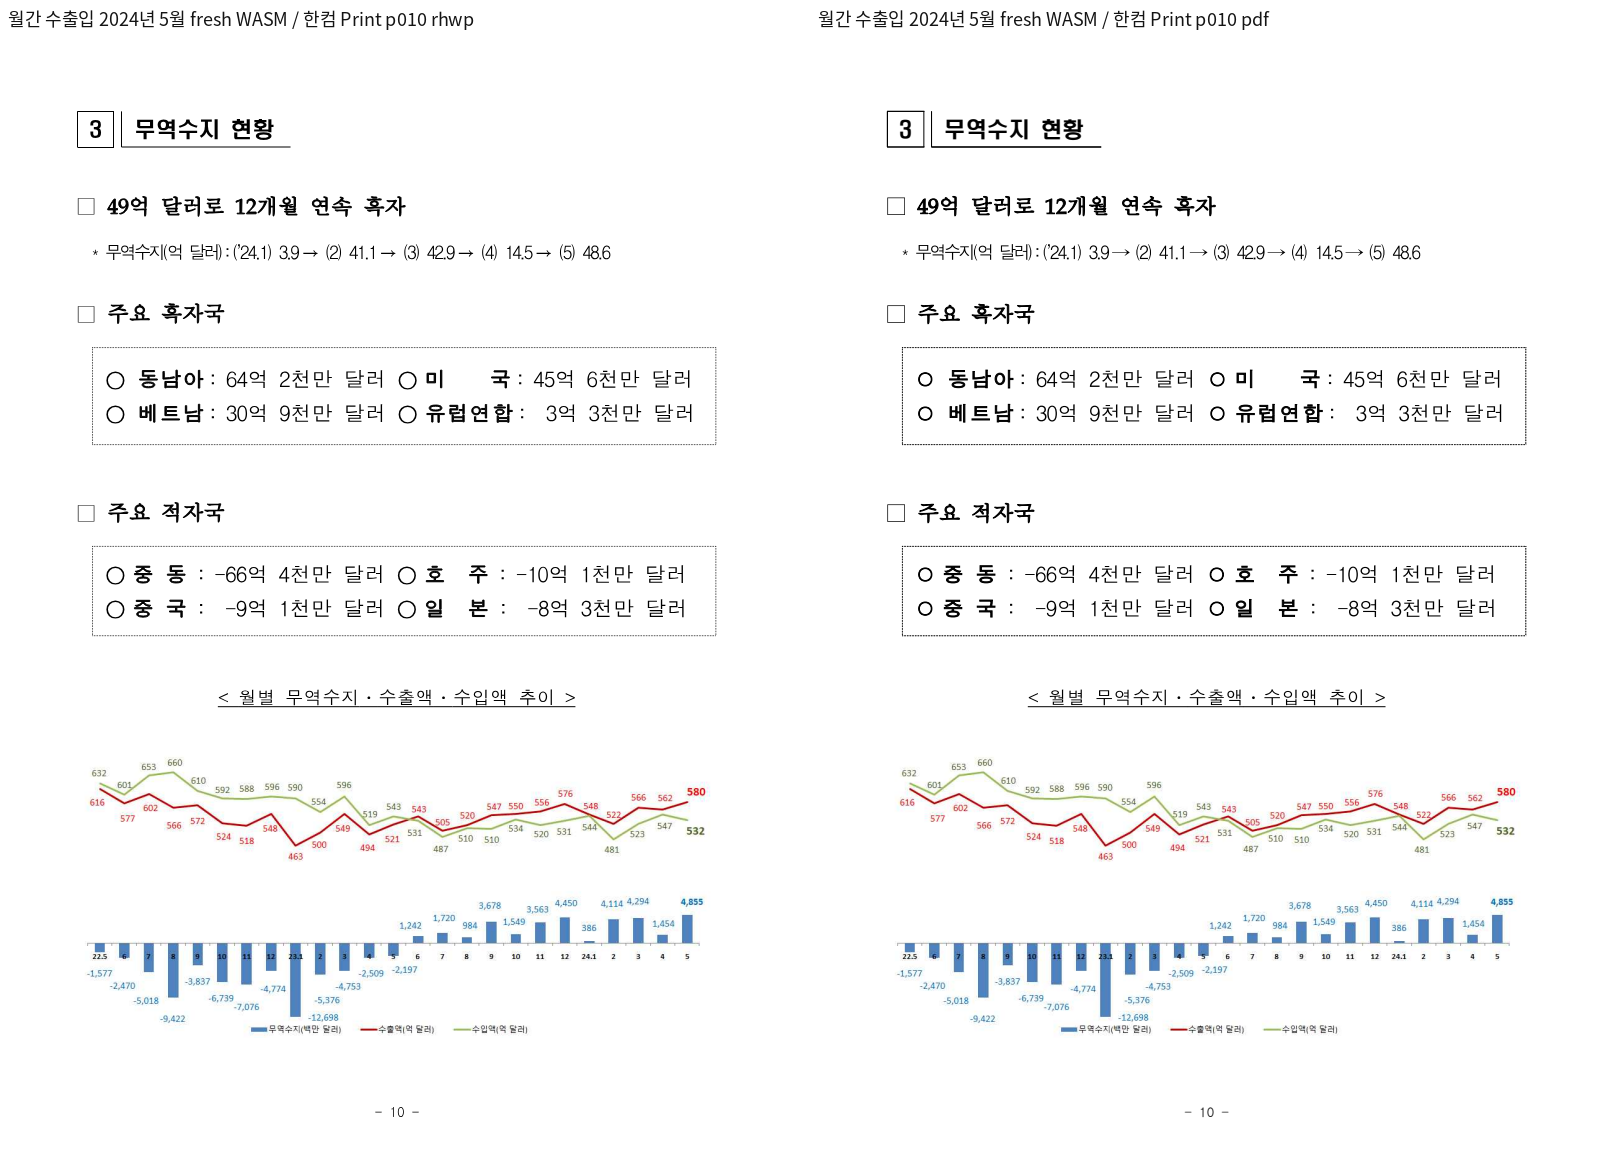 월간 수출입 2024년 5월 fresh WASM / 한컴 Print p010 rhwp
3 무역수지 현황
□ 49억 달러로 12개월 연속 흑자
* 무역수지(억 달러) : (’24.1) 3.9→ (2) 41.1→ (3) 42.9→ (4) 14.5→ (5) 48.6
□ 주요 흑자국
○ 동남아 : 64억 2천만 달러 ○ 미 국 : 45억 6천만 달러
○ 베트남 : 30억 9천만 달러 ○ 유럽연합 : 3억 3천만 달러
□ 주요 적자국
○ 중 동 : -66억 4천만 달러 ○ 호 주 : -10억 1천만 달러
○ 중 국 : -9억 1천만 달러 ○ 일 본 : -8억 3천만 달러
< 월별 무역수지·수출액·수입액 추이 >
632 601 653 660 610 592 588 596 590 554 596 519 543 531 487 510 510 534 520 531 544 481 523 547 532
616 577 602 566 572 524 518 548 463 500 549 494 521 543 505 520 547 550 556 576 548 522 566 562 580
1,242 1,720 984 3,678 1,549 3,563 4,450 386 4,114 4,294 1,454 4,855
22.5 6 7 8 9 10 11 12 23.1 2 3 4 5 6 7 8 9 10 11 12 24.1 2 3 4 5
-1,577 -2,470 -5,018 -9,422 -3,837 -6,739 -7,076 -4,774 -12,698 -5,376 -4,753 -2,509 -2,197
무역수지(백만 달러) 수출액(억 달러) 수입액(억 달러)
- 10 -
월간 수출입 2024년 5월 fresh WASM / 한컴 Print p010 pdf
3 무역수지 현황
□ 49억 달러로 12개월 연속 흑자
* 무역수지(억 달러) : (’24.1) 3.9→ (2) 41.1→ (3) 42.9→ (4) 14.5→ (5) 48.6
□ 주요 흑자국
○ 동남아 : 64억 2천만 달러 ○ 미 국 : 45억 6천만 달러
○ 베트남 : 30억 9천만 달러 ○ 유럽연합 : 3억 3천만 달러
□ 주요 적자국
○ 중 동 : -66억 4천만 달러 ○ 호 주 : -10억 1천만 달러
○ 중 국 : -9억 1천만 달러 ○ 일 본 : -8억 3천만 달러
< 월별 무역수지·수출액·수입액 추이 >
632 601 653 660 610 592 588 596 590 554 596 519 543 531 487 510 510 534 520 531 544 481 523 547 532
616 577 602 566 572 524 518 548 463 500 549 494 521 543 505 520 547 550 556 576 548 522 566 562 580
1,242 1,720 984 3,678 1,549 3,563 4,450 386 4,114 4,294 1,454 4,855
22.5 6 7 8 9 10 11 12 23.1 2 3 4 5 6 7 8 9 10 11 12 24.1 2 3 4 5
-1,577 -2,470 -5,018 -9,422 -3,837 -6,739 -7,076 -4,774 -12,698 -5,376 -4,753 -2,509 -2,197
무역수지(백만 달러) 수출액(억 달러) 수입액(억 달러)
- 10 -